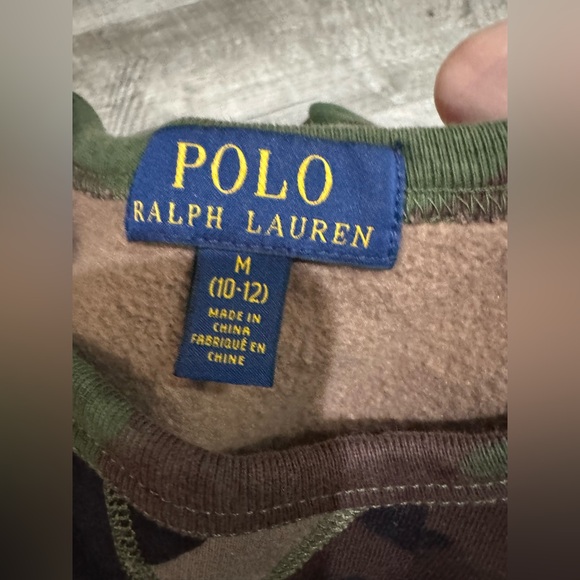 POLO
RALPH LAUREN
M
(10-12)
MADE IN
CHINA
FABRIQUÉ EN
CHINE